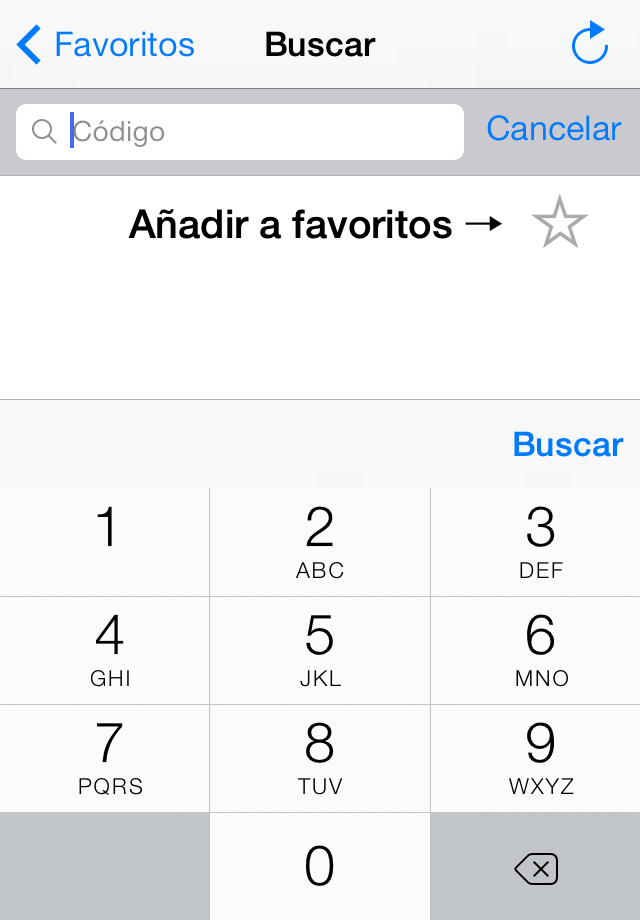 Favoritos Buscar
Código Cancelar
Añadir a favoritos →
Buscar
1 2 3
ABC DEF
4 5 6
GHI JKL MNO
7 8 9
PQRS TUV WXYZ
0